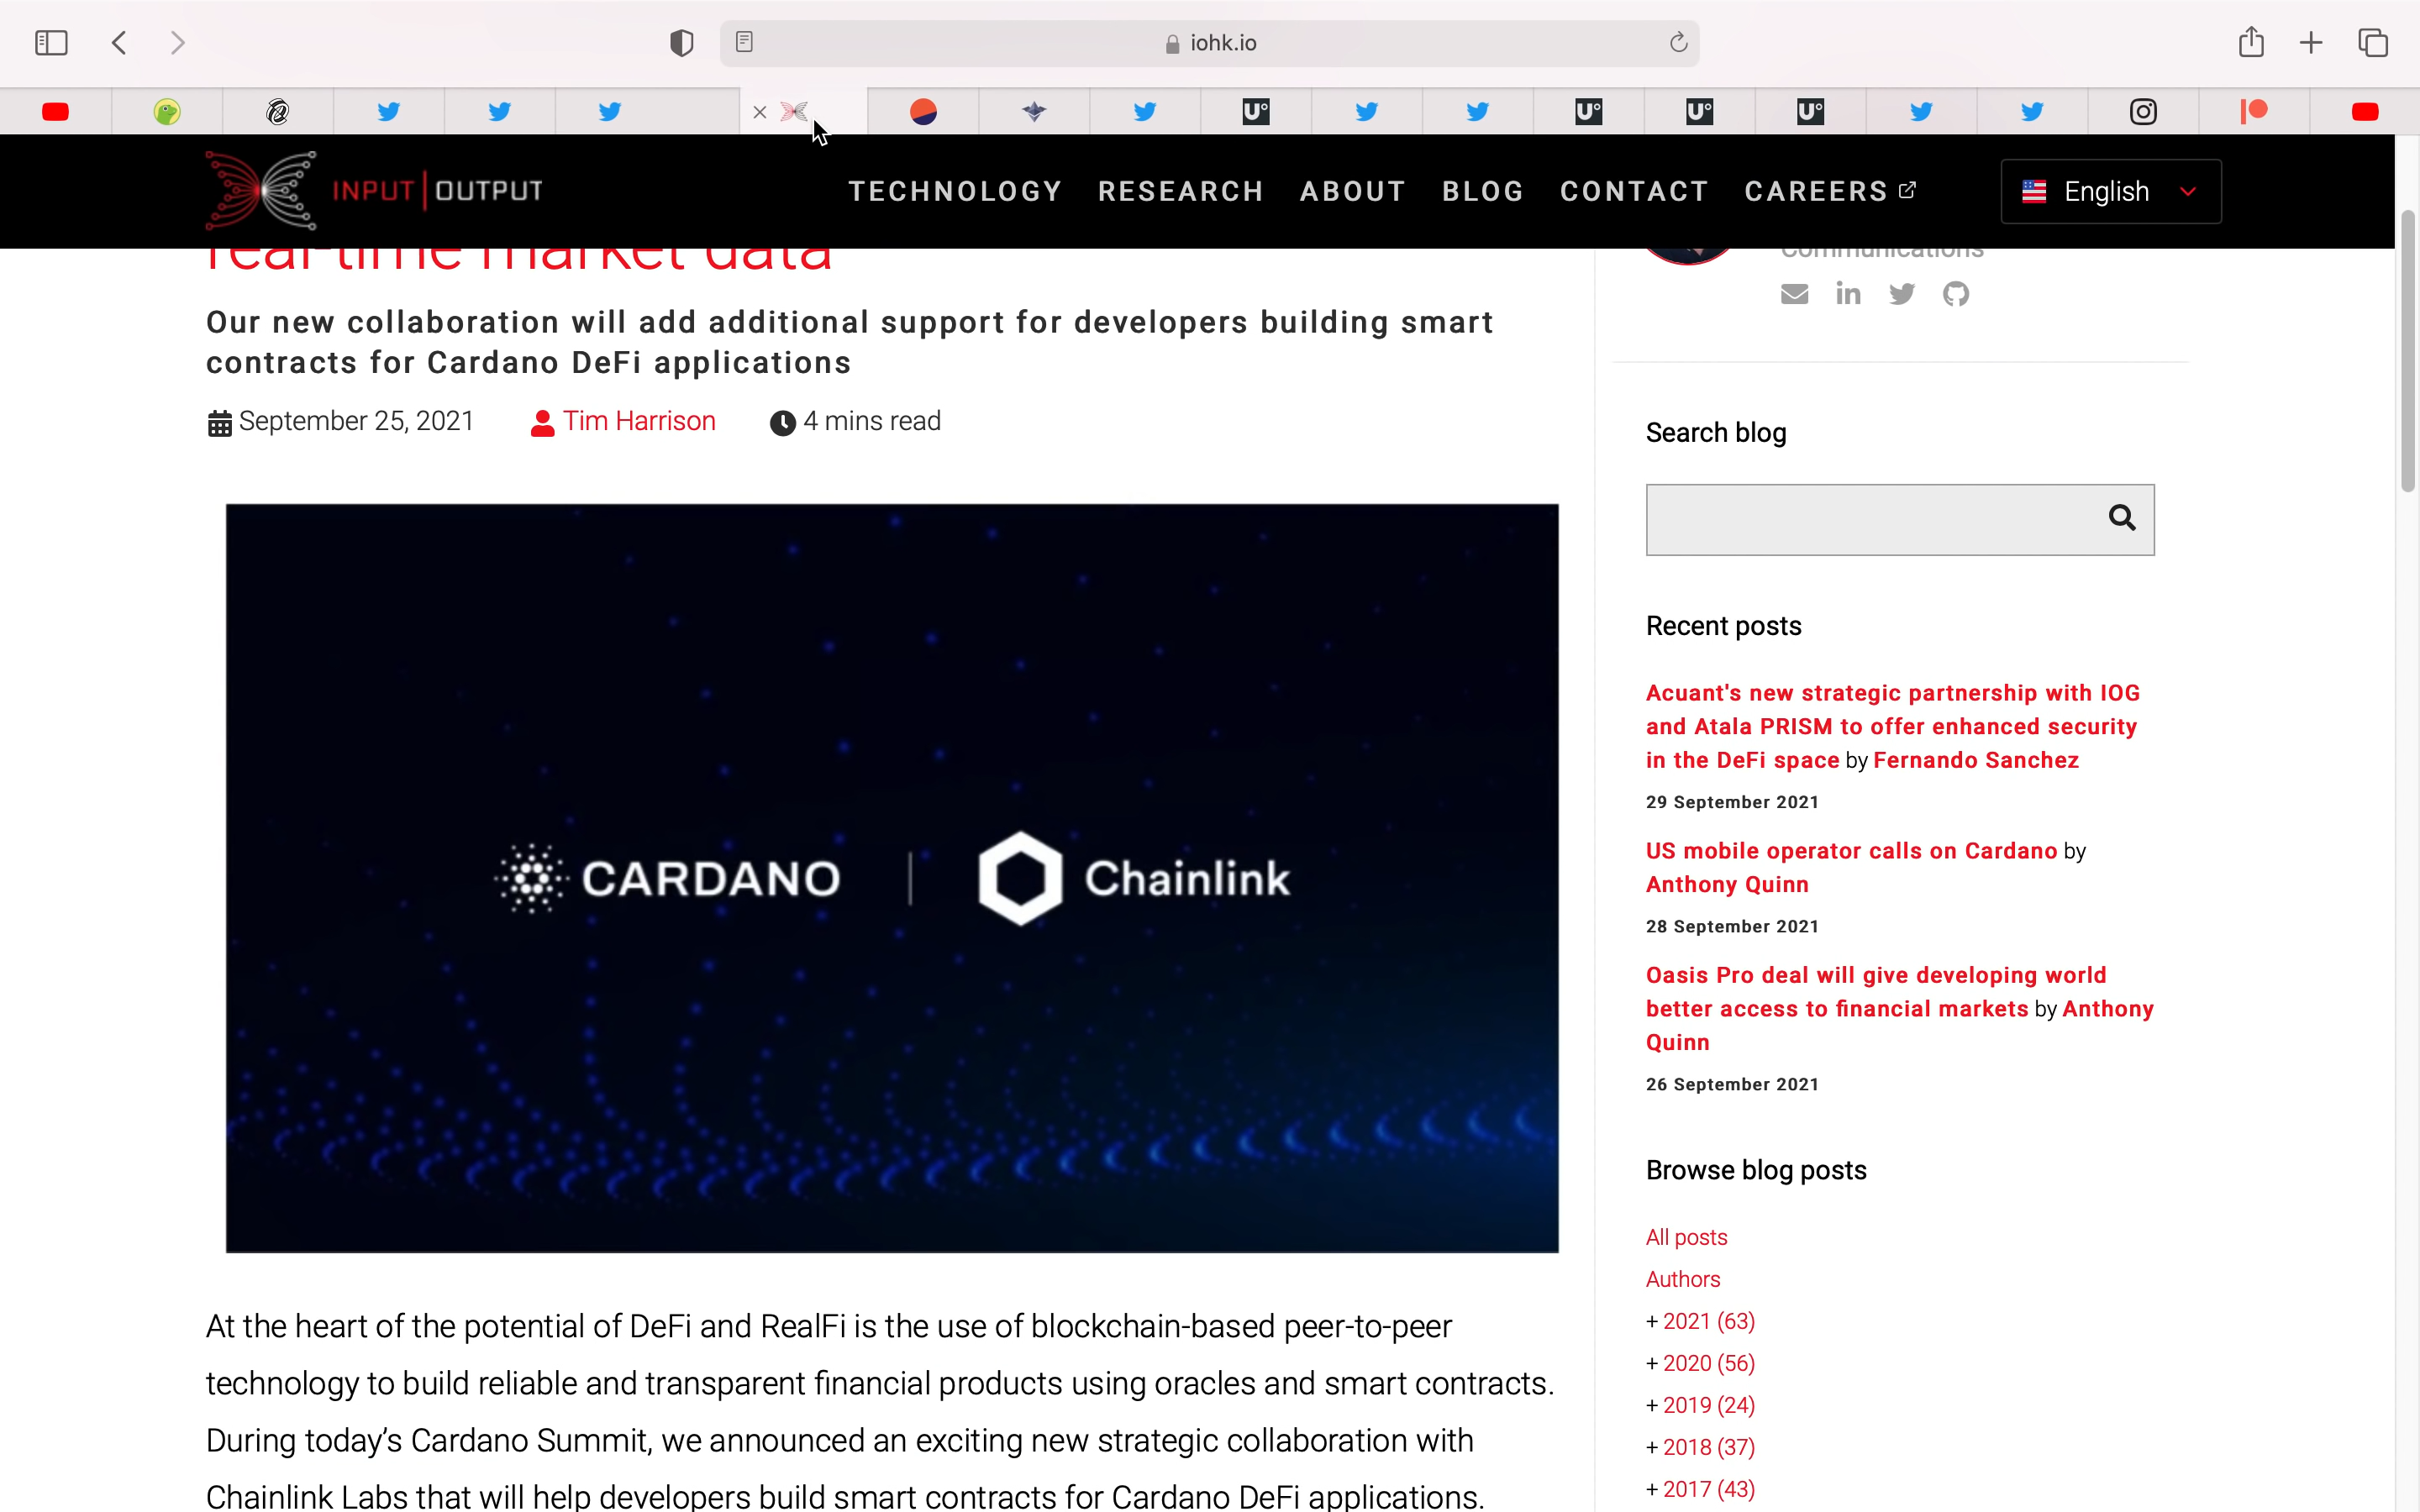 iohk.io
INPUT | OUTPUT
TECHNOLOGY RESEARCH ABOUT BLOG CONTACT CAREERS
English
real-time market data
Our new collaboration will add additional support for developers building smart
contracts for Cardano DeFi applications
September 25, 2021 Tim Harrison 4 mins read
CARDANO | Chainlink
At the heart of the potential of DeFi and RealFi is the use of blockchain-based peer-to-peer
technology to build reliable and transparent financial products using oracles and smart contracts.
During today’s Cardano Summit, we announced an exciting new strategic collaboration with
Chainlink Labs that will help developers build smart contracts for Cardano DeFi applications.
Communications
in
Search blog
Recent posts
Acuant's new strategic partnership with IOG
and Atala PRISM to offer enhanced security
in the DeFi space by Fernando Sanchez
29 September 2021
US mobile operator calls on Cardano by
Anthony Quinn
28 September 2021
Oasis Pro deal will give developing world
better access to financial markets by Anthony
Quinn
26 September 2021
Browse blog posts
All posts
Authors
+ 2021 (63)
+ 2020 (56)
+ 2019 (24)
+ 2018 (37)
+ 2017 (43)